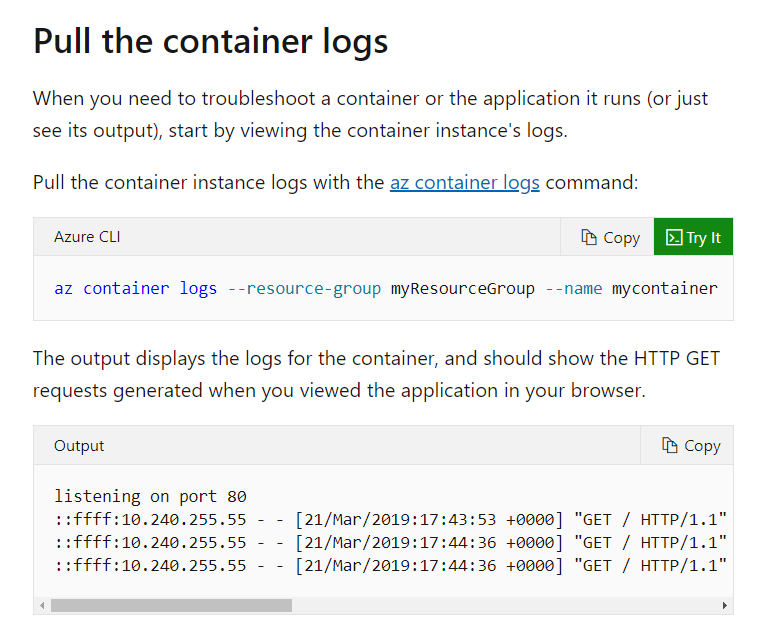 Pull the container logs
When you need to troubleshoot a container or the application it runs (or just
see its output), start by viewing the container instance's logs.
Pull the container instance logs with the az container logs command:
Azure CLI Copy Try It
az container logs --resource-group myResourceGroup --name mycontainer
The output displays the logs for the container, and should show the HTTP GET
requests generated when you viewed the application in your browser.
Output Copy
listening on port 80
::ffff:10.240.255.55 - - [21/Mar/2019:17:43:53 +0000] "GET / HTTP/1.1"
::ffff:10.240.255.55 - - [21/Mar/2019:17:44:36 +0000] "GET / HTTP/1.1"
::ffff:10.240.255.55 - - [21/Mar/2019:17:44:36 +0000] "GET / HTTP/1.1"